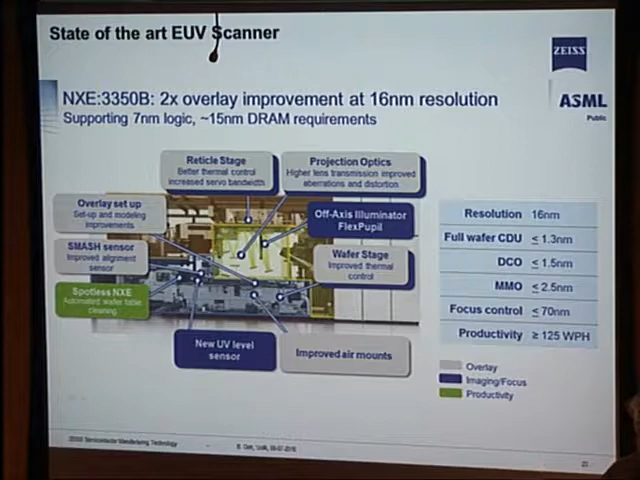 State of the art EUV Scanner
ZEISS
NXE:3350B: 2x overlay improvement at 16nm resolution
Supporting 7nm logic, ~15nm DRAM requirements
ASML
Public
Reticle Stage
Better thermal control
increased servo bandwidth
Projection Optics
Higher lens transmission improved
aberrations and distortion
Overlay set up
Set-up and modeling
improvements
Off-Axis Illuminator
FlexPupil
SMASH sensor
Improved alignment
sensor
Wafer Stage
Improved thermal
control
Spotless NXE
Automated wafer table
cleaning
New UV level
sensor
Improved air mounts
Resolution 16nm
Full wafer CDU ≤ 1.3nm
DCO ≤ 1.5nm
MMO ≤ 2.5nm
Focus control ≤ 70nm
Productivity ≥ 125 WPH
Overlay
Imaging/Focus
Productivity
Semiconductor Manufacturing Technology